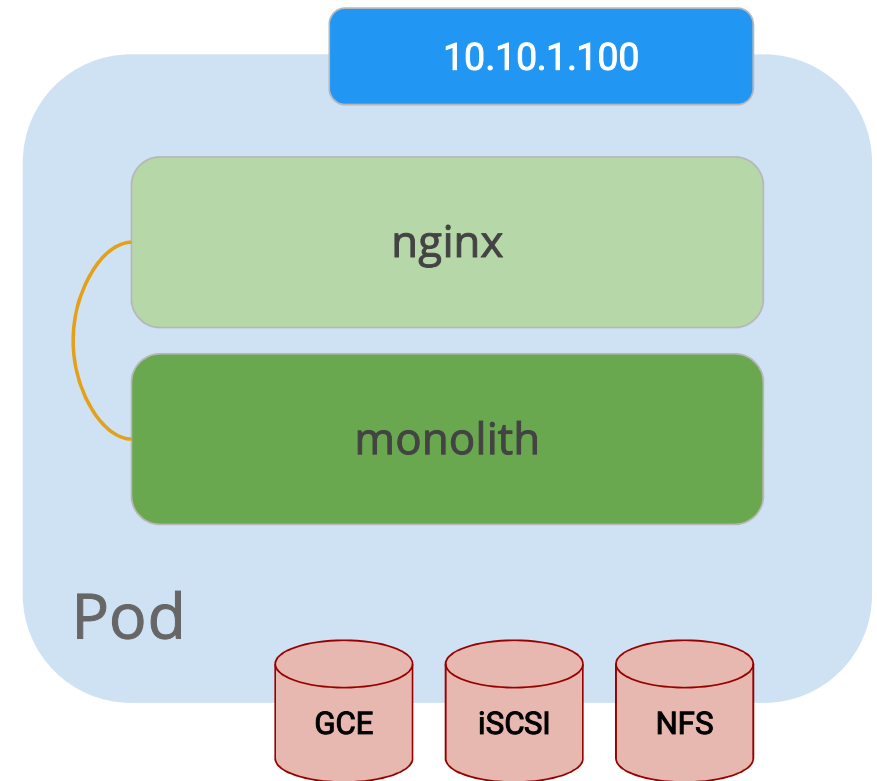 10.10.1.100
nginx
monolith
Pod
GCE
iSCSI
NFS